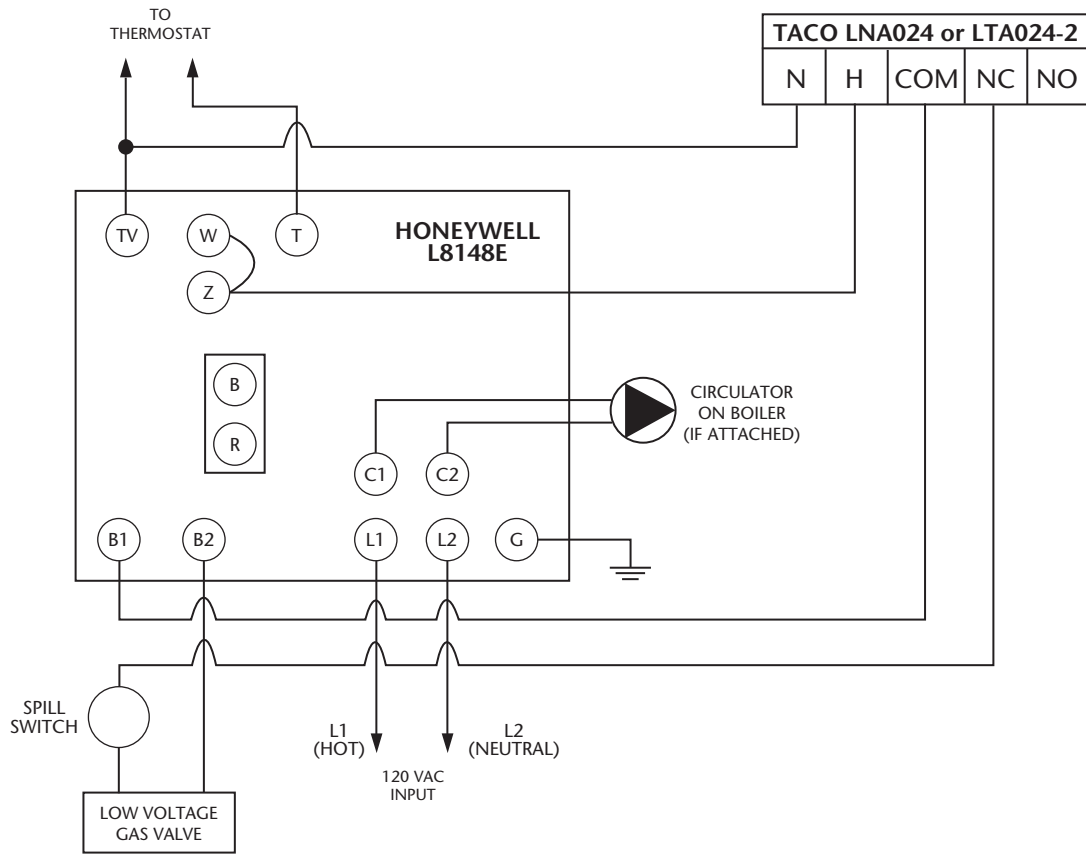 TO
THERMOSTAT
TACO LNA024 or LTA024-2
N H COM NC NO
TV W T
HONEYWELL
L8148E
Z
B
R
CIRCULATOR
ON BOILER
(IF ATTACHED)
C1 C2
B1 B2 L1 L2 G
SPILL
SWITCH
L1
(HOT)
L2
(NEUTRAL)
120 VAC
INPUT
LOW VOLTAGE
GAS VALVE